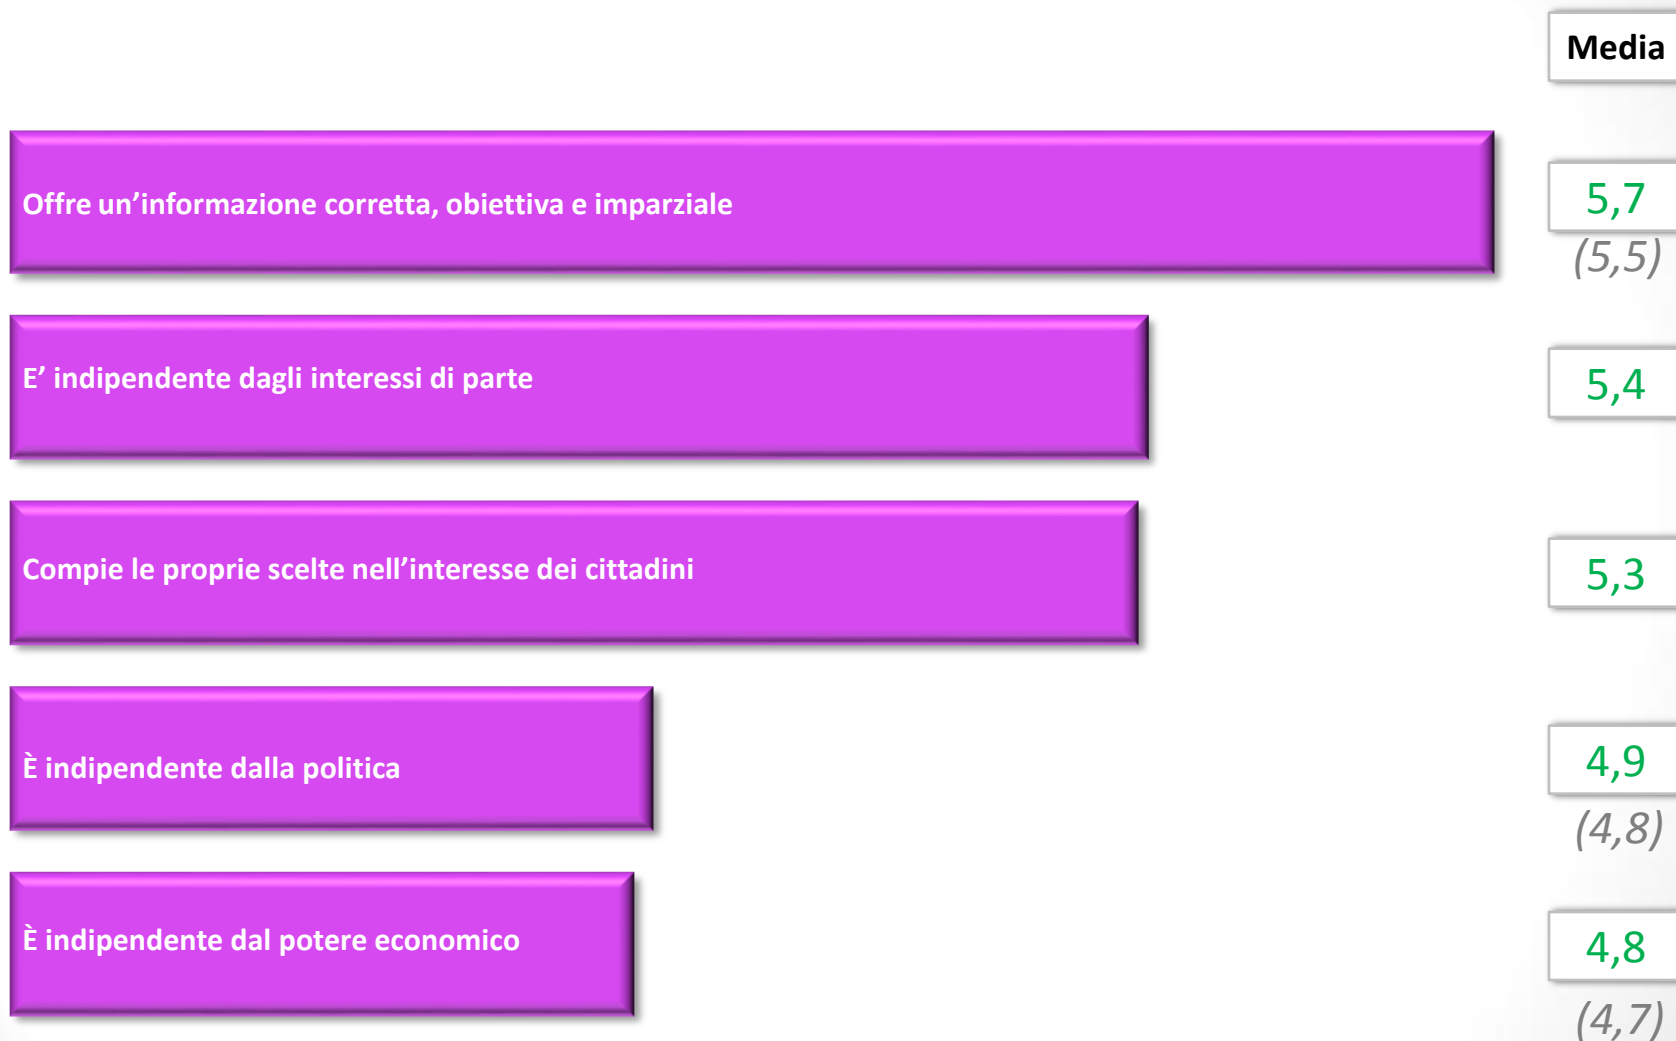 Media
Offre un’informazione corretta, obiettiva e imparziale
5,7
(5,5)
E’ indipendente dagli interessi di parte
5,4
Compie le proprie scelte nell’interesse dei cittadini
5,3
È indipendente dalla politica
4,9
(4,8)
È indipendente dal potere economico
4,8
(4,7)